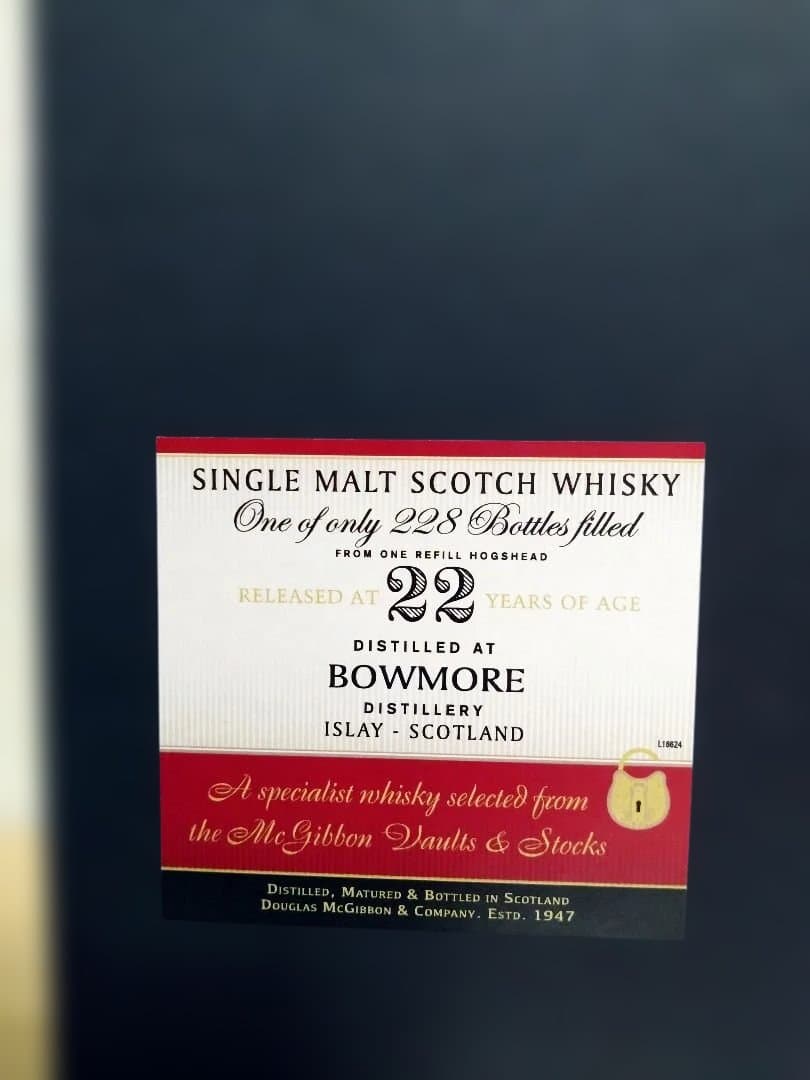 SINGLE MALT SCOTCH WHISKY
One of only 228 Bottles filled
FROM ONE REFILL HOGSHEAD
RELEASED AT 22 YEARS OF AGE
DISTILLED AT
BOWMORE
DISTILLERY
ISLAY - SCOTLAND
L18624
A specialist whisky selected from
the McGibbon Vaults & Stocks
DISTILLED, MATURED & BOTTLED IN SCOTLAND
DOUGLAS MCGIBBON & COMPANY. ESTD. 1947